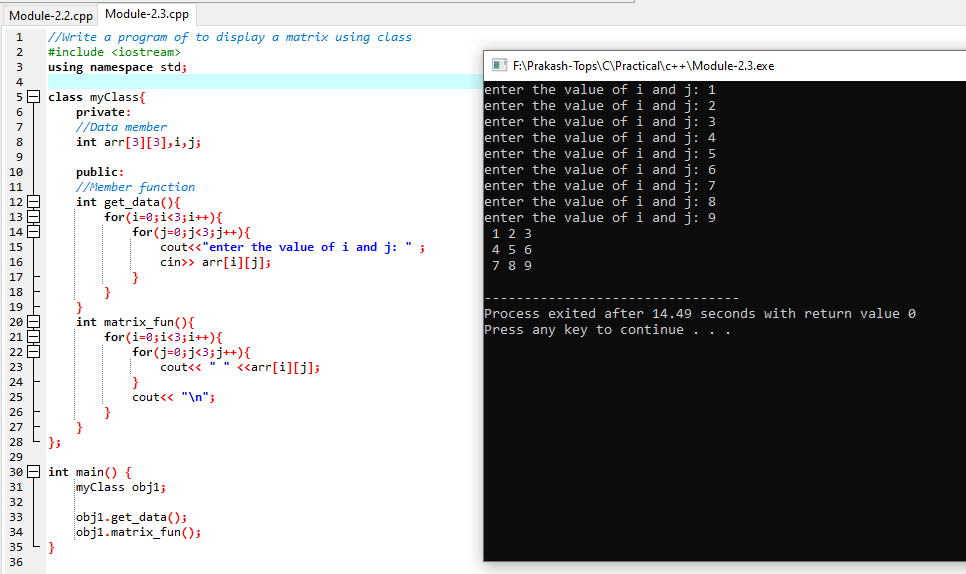 Module-2.2.cpp Module-2.3.cpp
1 //Write a program of to display a matrix using class
2 #include <iostream>
3 using namespace std;
4
5 class myClass{
6 private:
7 //Data member
8 int arr[3][3],i,j;
9
10 public:
11 //Member function
12 int get_data(){
13 for(i=0;i<3;i++){
14 for(j=0;j<3;j++){
15 cout<<"enter the value of i and j: " ;
16 cin>> arr[i][j];
17 }
18 }
19 }
20 int matrix_fun(){
21 for(i=0;i<3;i++){
22 for(j=0;j<3;j++){
23 cout<< " " <<arr[i][j];
24 }
25 cout<< "\n";
26 }
27 }
28 };
29
30 int main() {
31 myClass obj1;
32
33 obj1.get_data();
34 obj1.matrix_fun();
35 }
36
F:\Prakash-Tops\C\Practical\c++\Module-2.3.exe
enter the value of i and j: 1
enter the value of i and j: 2
enter the value of i and j: 3
enter the value of i and j: 4
enter the value of i and j: 5
enter the value of i and j: 6
enter the value of i and j: 7
enter the value of i and j: 8
enter the value of i and j: 9
1 2 3
4 5 6
7 8 9
--------------------------------
Process exited after 14.49 seconds with return value 0
Press any key to continue . . .